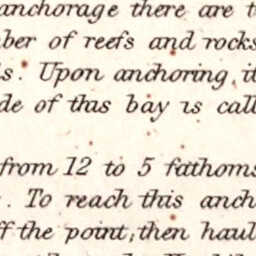 anchorage there are t
ber of reefs and rocks
s. Upon anchoring, it
de of this bay is call
from 12 to 5 fathoms
. To reach this anch
ff the point, then haul